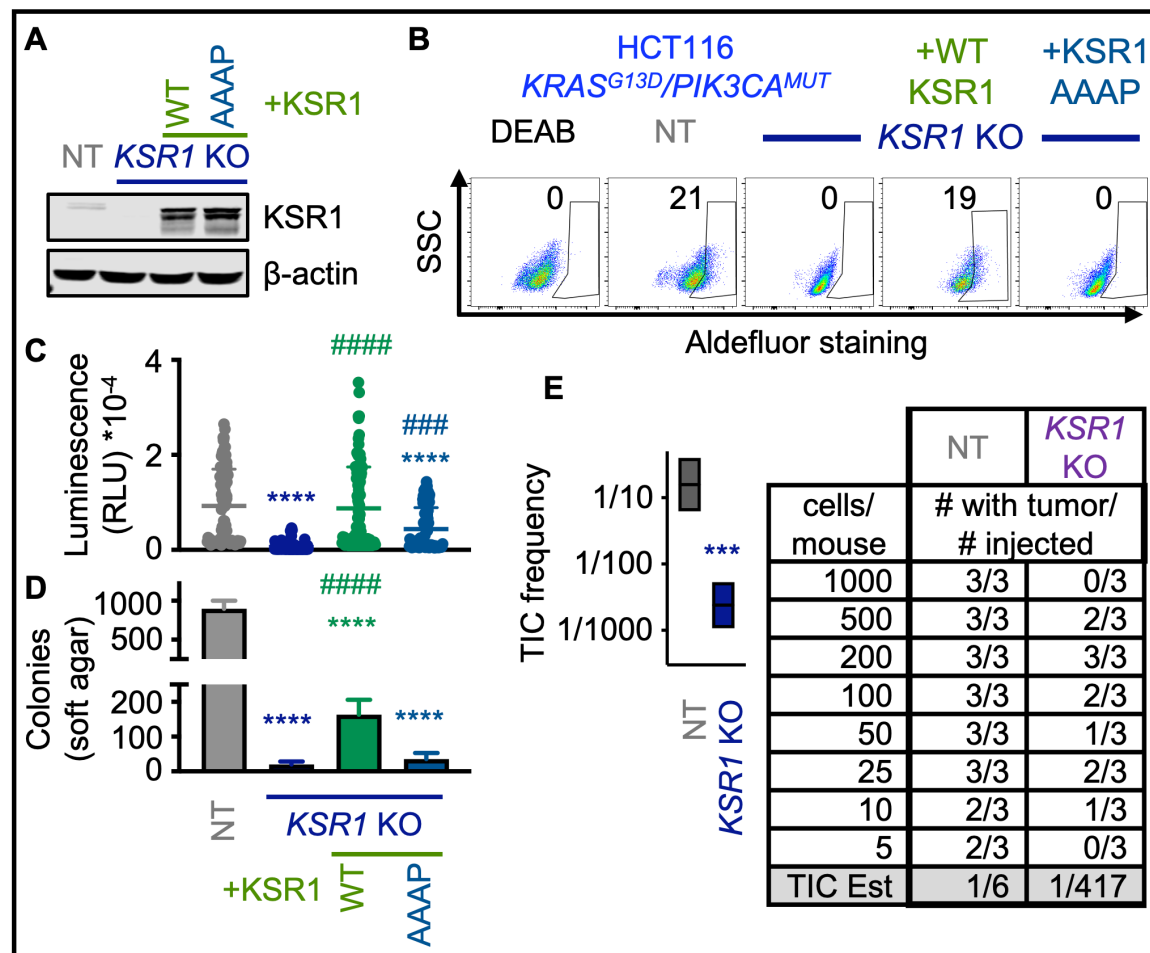 A
WT
AAAP
+KSR1
NT
KSR1 KO
KSR1
β-actin
B
HCT116
KRAS^G13D/PIK3CA^MUT
+WT
KSR1
+KSR1
AAAP
DEAB
NT
KSR1 KO
0
21
0
19
0
SSC
Aldefluor staining
C
Luminescence
(RLU) *10^-4
4
2
0
****
####
###
****
D
Colonies
(soft agar)
1000
500
200
100
0
****
####
****
****
NT
KSR1 KO
+KSR1
WT
AAAP
E
TIC frequency
1/10
1/100
1/1000
***
NT
KSR1 KO
NT
KSR1
KO
cells/
mouse
# with tumor/
# injected
1000 3/3 0/3
500 3/3 2/3
200 3/3 3/3
100 3/3 2/3
50 3/3 1/3
25 3/3 2/3
10 2/3 1/3
5 2/3 0/3
TIC Est 1/6 1/417